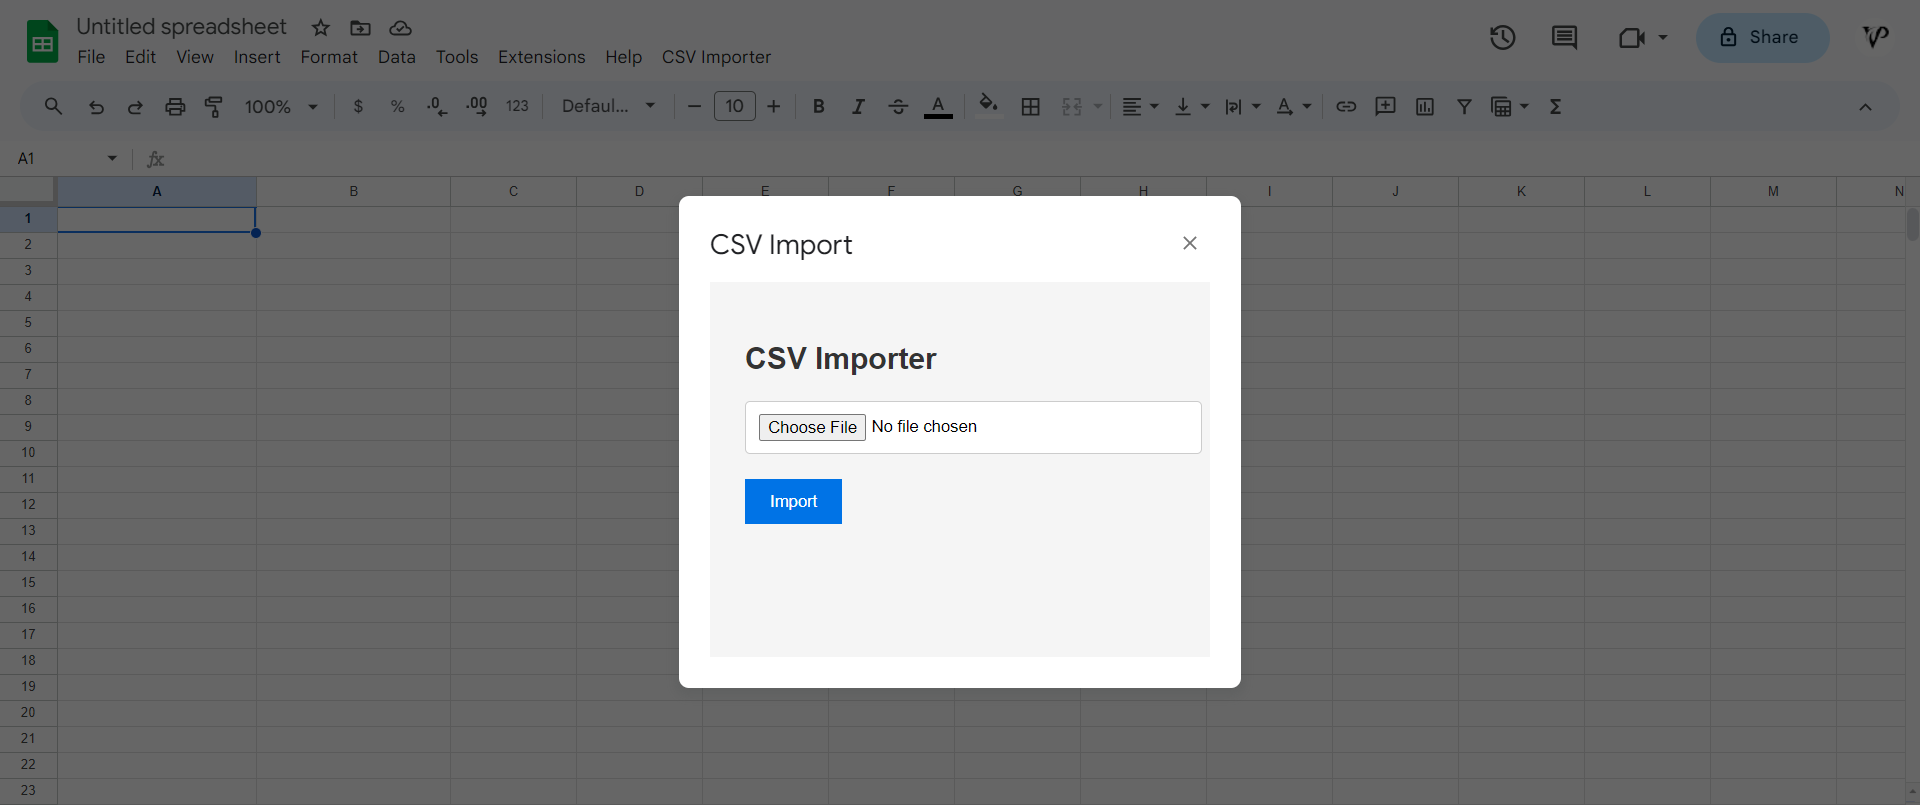 Untitled spreadsheet
File Edit View Insert Format Data Tools Extensions Help CSV Importer
Share
100% $ % .0 .00 123 Defaul... 10 B I A A Σ
A1 fx
A B C D E F G H I J K L M N
1
2
3
4
5
6
7
8
9
10
11
12
13
14
15
16
17
18
19
20
21
22
23
CSV Import
CSV Importer
Choose File No file chosen
Import